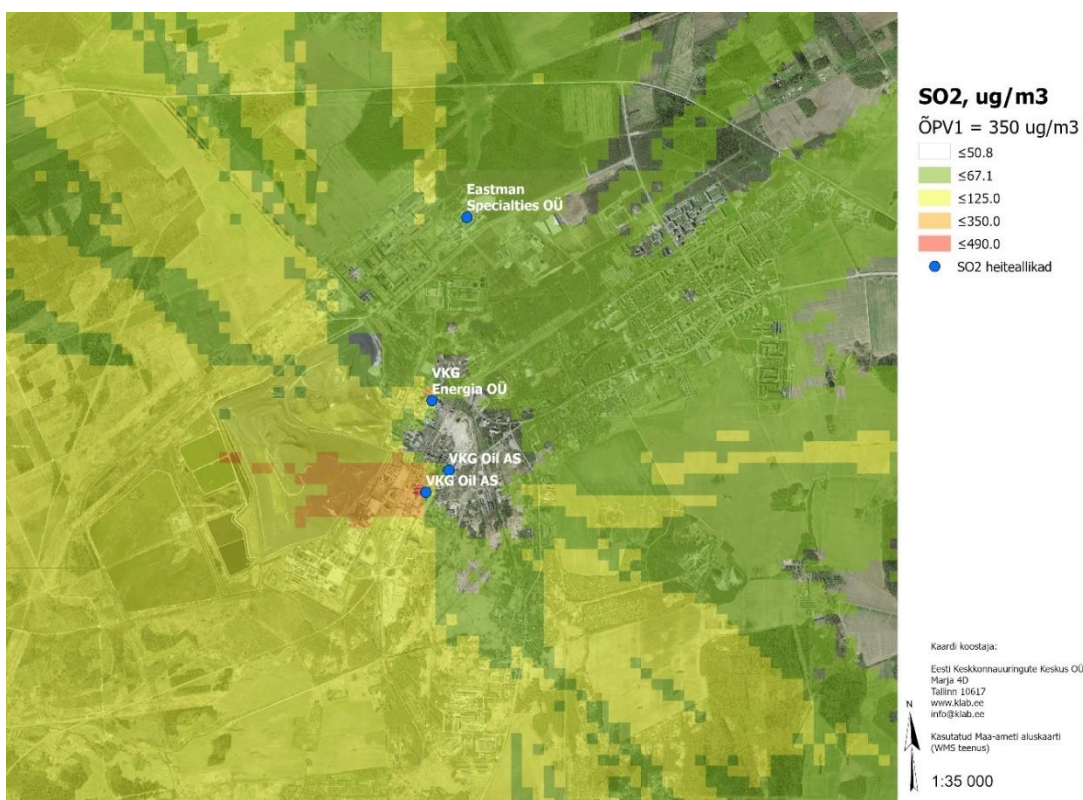 Eastman
Specialties OÜ
VKG
Energia OÜ
VKG Oil AS
VKG Oil AS
SO2, ug/m3
ÕPV1 = 350 ug/m3
≤50.8
≤67.1
≤125.0
≤350.0
≤490.0
SO2 heiteallikad
Kaardi koostaja:
Eesti Keskkonnauuringute Keskus OÜ
Marja 4D
Tallinn 10617
www.klab.ee
info@klab.ee
Kasutatud Maa-ameti aluskaarti
(WMS teenus)
N
1:35 000